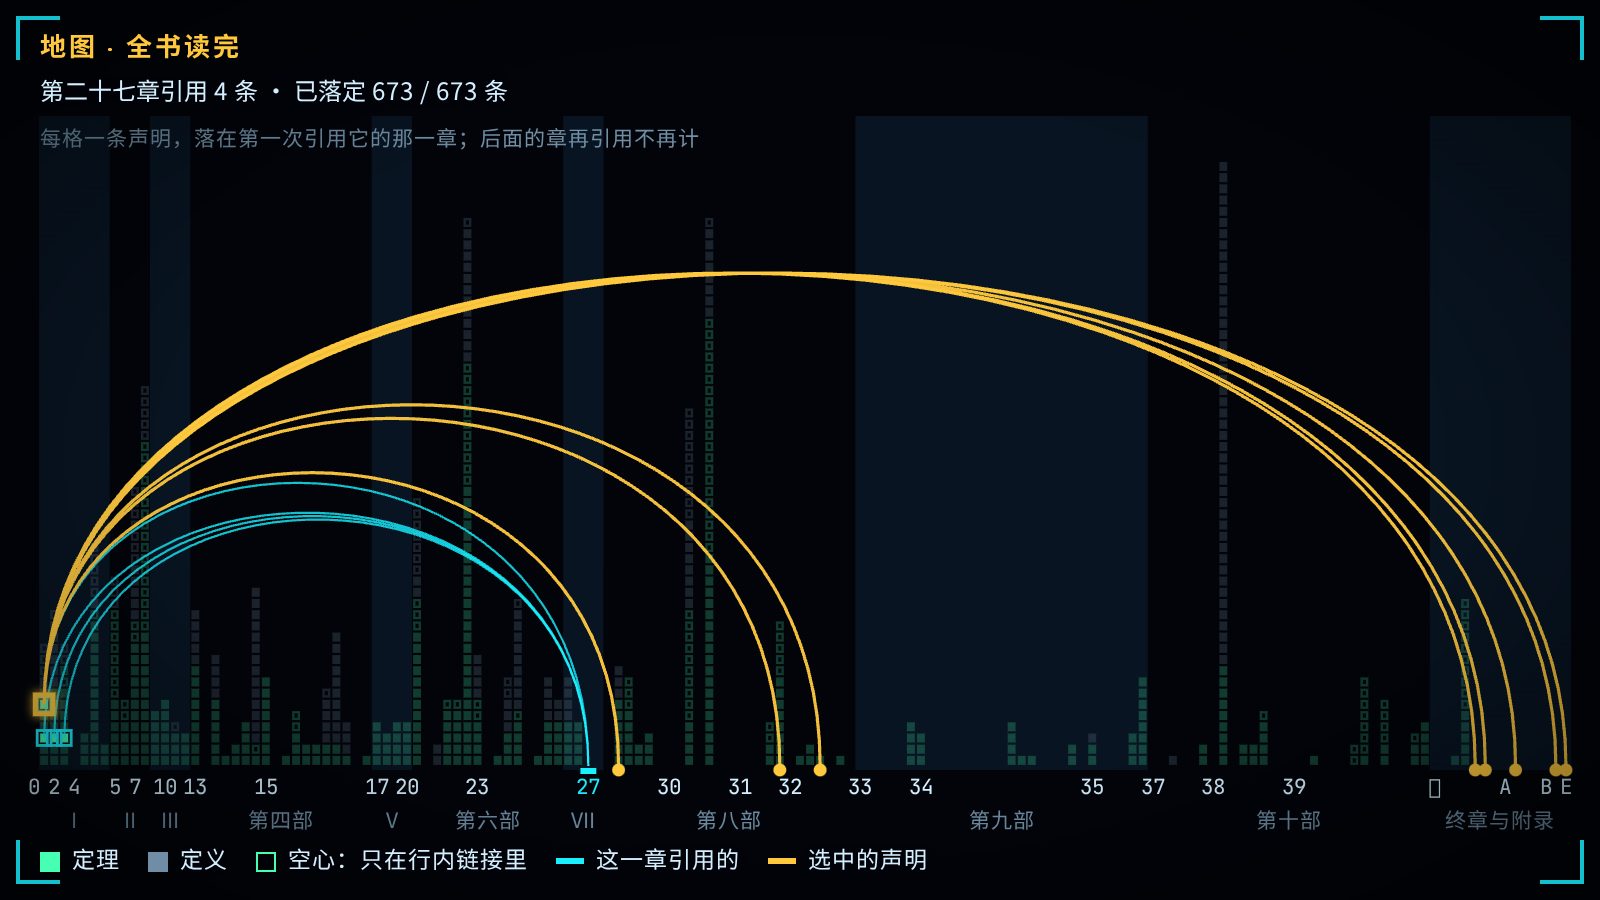 地图 · 全书读完
第二十七章引用 4 条 · 已落定 673 / 673 条
每格一条声明，落在第一次引用它的那一章；后面的章再引用不再计
0 2 4 5 7 10 13 15 17 20 23 27 30 31 32 33 34 35 37 38 39 A B E
I II III 第四部 V 第六部 VII 第八部 第九部 第十部 终章与附录
定理 定义 空心：只在行内链接里 这一章引用的 选中的声明